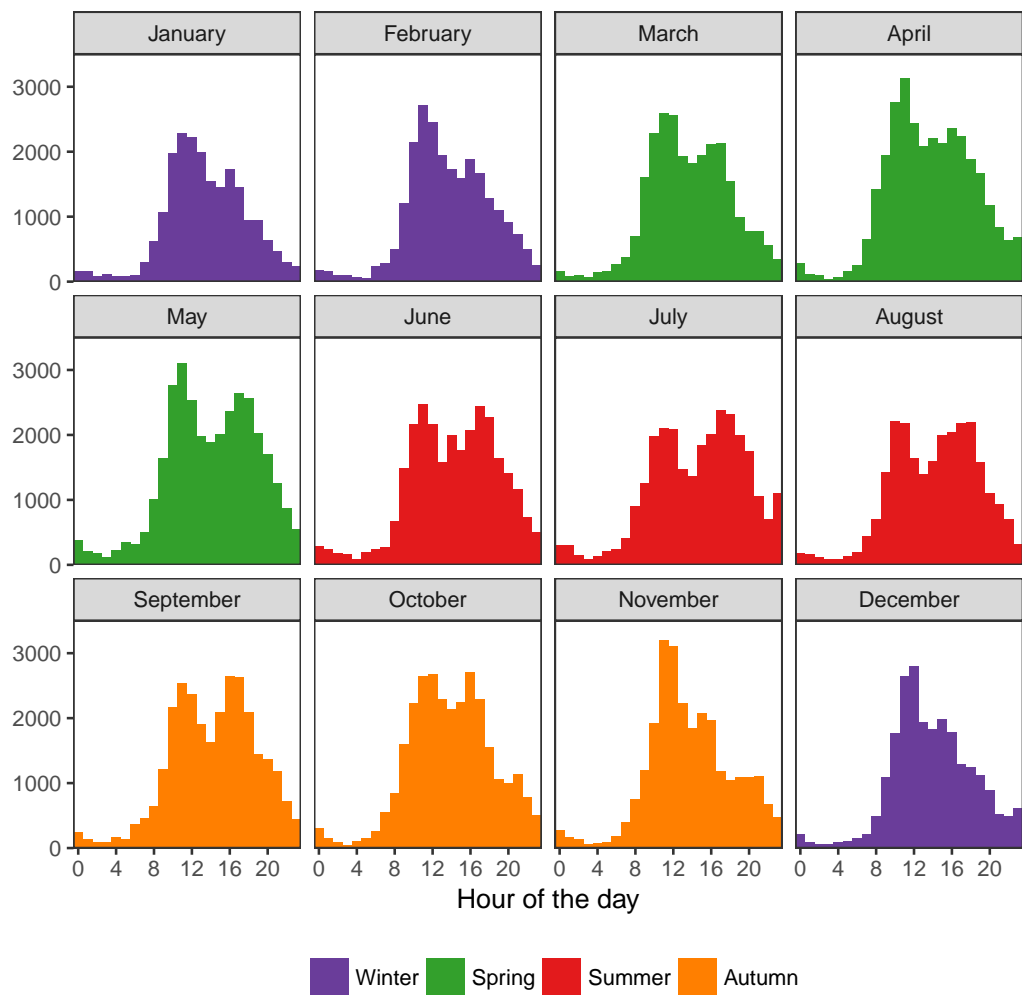 January February March April
3000
2000
1000
0
May June July August
3000
2000
1000
0
September October November December
3000
2000
1000
0
0 4 8 12 16 20 0 4 8 12 16 20 0 4 8 12 16 20 0 4 8 12 16 20
Hour of the day
Winter Spring Summer Autumn